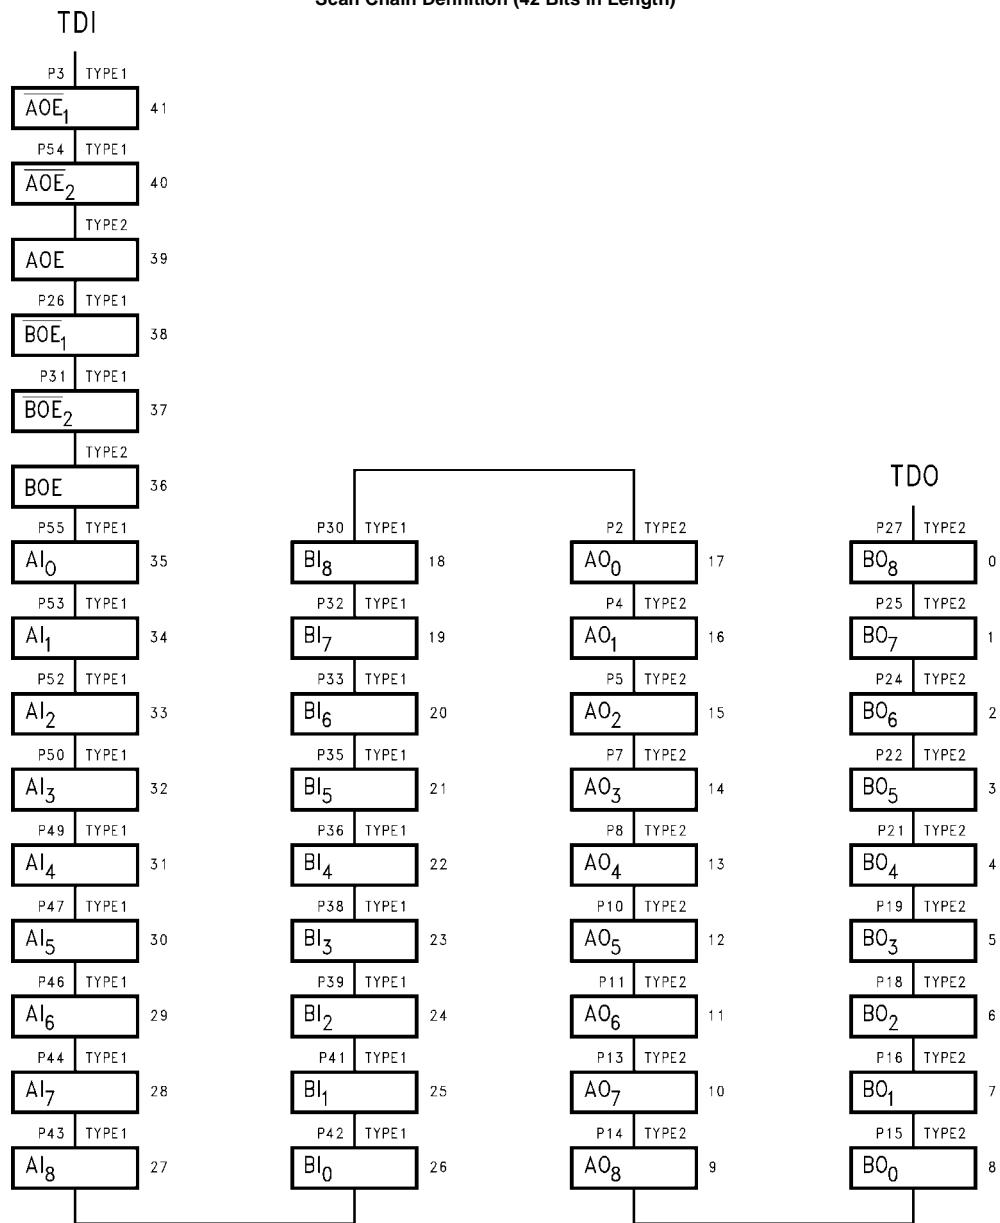 Scan Chain Definition (42 Bits in Length)
TDI
P3 TYPE1
AOE1 41
P54 TYPE1
AOE2 40
TYPE2
AOE 39
P26 TYPE1
BOE1 38
P31 TYPE1
BOE2 37
TYPE2
BOE 36
P55 TYPE1
AI0 35
P53 TYPE1
AI1 34
P52 TYPE1
AI2 33
P50 TYPE1
AI3 32
P49 TYPE1
AI4 31
P47 TYPE1
AI5 30
P46 TYPE1
AI6 29
P44 TYPE1
AI7 28
P43 TYPE1
AI8 27
P30 TYPE1
BI8 18
P32 TYPE1
BI7 19
P33 TYPE1
BI6 20
P35 TYPE1
BI5 21
P36 TYPE1
BI4 22
P38 TYPE1
BI3 23
P39 TYPE1
BI2 24
P41 TYPE1
BI1 25
P42 TYPE1
BI0 26
P2 TYPE2
AO0 17
P4 TYPE2
AO1 16
P5 TYPE2
AO2 15
P7 TYPE2
AO3 14
P8 TYPE2
AO4 13
P10 TYPE2
AO5 12
P11 TYPE2
AO6 11
P13 TYPE2
AO7 10
P14 TYPE2
AO8 9
TDO
P27 TYPE2
BO8 0
P25 TYPE2
BO7 1
P24 TYPE2
BO6 2
P22 TYPE2
BO5 3
P21 TYPE2
BO4 4
P19 TYPE2
BO3 5
P18 TYPE2
BO2 6
P16 TYPE2
BO1 7
P15 TYPE2
BO0 8